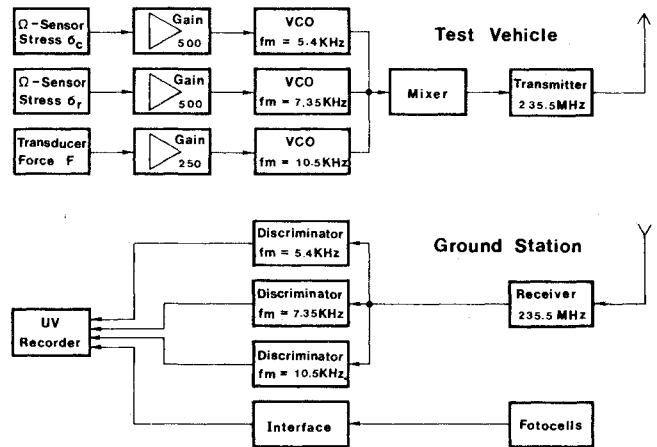 Ω-Sensor
Stress σc
Gain
500
VCO
fm = 5.4KHz
Test Vehicle
Ω-Sensor
Stress σr
Gain
500
VCO
fm = 7,35KHz
Mixer
Transmitter
235.5MHz
Transducer
Force F
Gain
250
VCO
fm = 10.5KHz
Discriminator
fm = 5.4KHz
Ground Station
Discriminator
fm = 7.35KHz
Receiver
235.5 MHz
UV
Recorder
Discriminator
fm = 10.5KHz
Interface
Fotocells